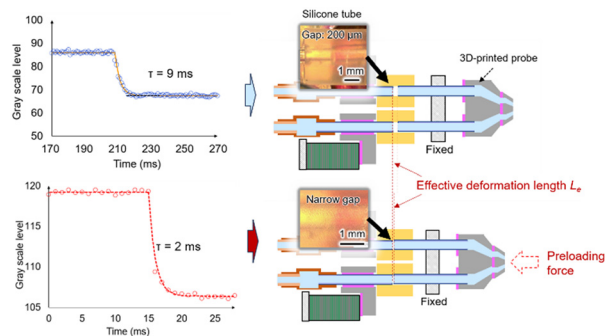 Gray scale level
100
90
80
70
60
50
170 190 210 230 250 270
Time (ms)
τ = 9 ms
Silicone tube
Gap: 200 μm
1 mm
3D-printed probe
Fixed
Effective deformation length Le
Gray scale level
120
115
110
105
0 5 10 15 20 25
Time (ms)
τ = 2 ms
Narrow gap
1 mm
Fixed
Preloading
force